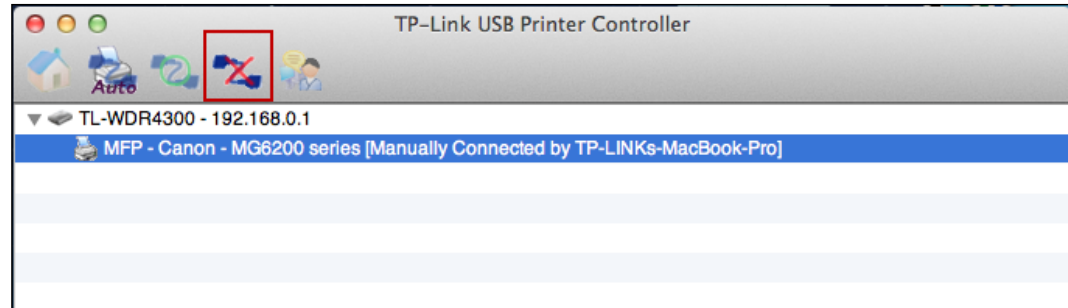 TP-Link USB Printer Controller
Auto
TL-WDR4300 - 192.168.0.1
MFP - Canon - MG6200 series [Manually Connected by TP-LINKs-MacBook-Pro]